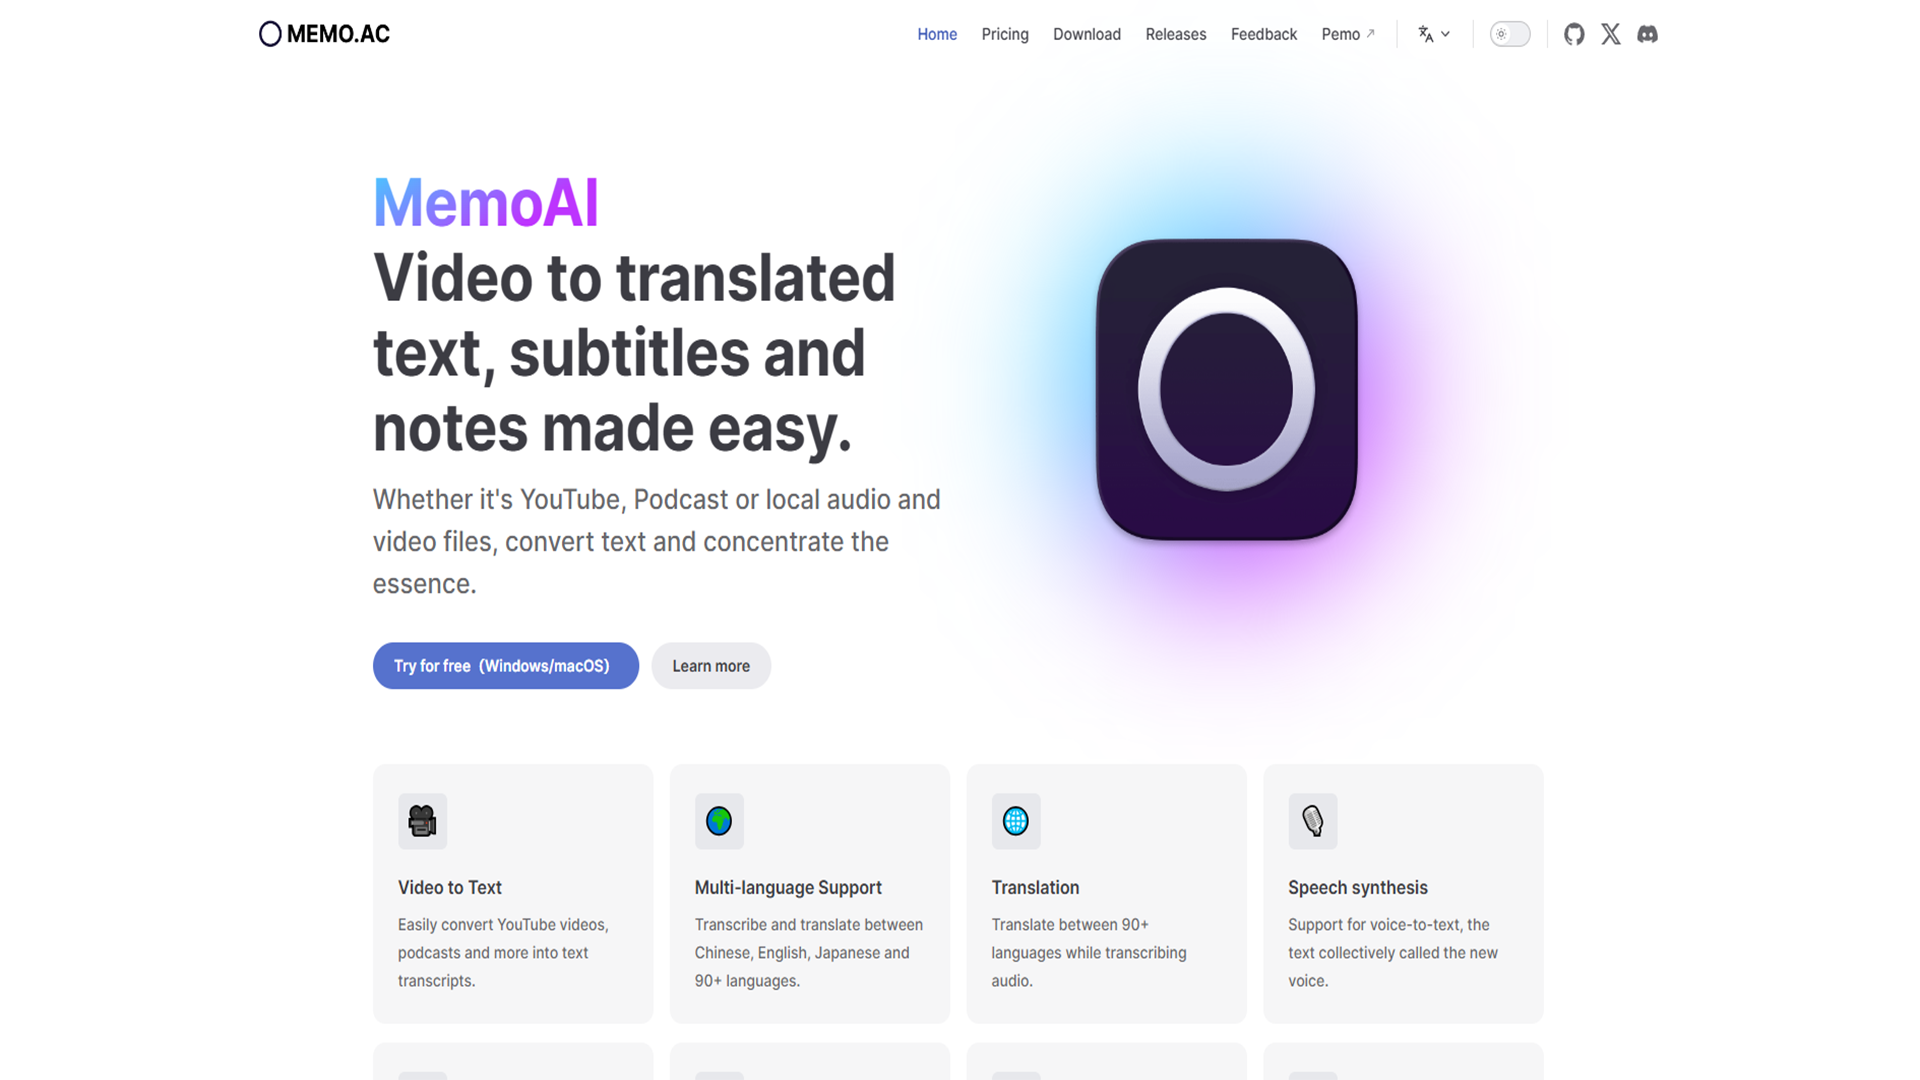 MEMO.AC
Home Pricing Download Releases Feedback Pemo
MemoAI
Video to translated
text, subtitles and
notes made easy.
Whether it's YouTube, Podcast or local audio and
video files, convert text and concentrate the
essence.
Try for free (Windows/macOS)
Learn more
Video to Text
Easily convert YouTube videos,
podcasts and more into text
transcripts.
Multi-language Support
Transcribe and translate between
Chinese, English, Japanese and
90+ languages.
Translation
Translate between 90+
languages while transcribing
audio.
Speech synthesis
Support for voice-to-text, the
text collectively called the new
voice.